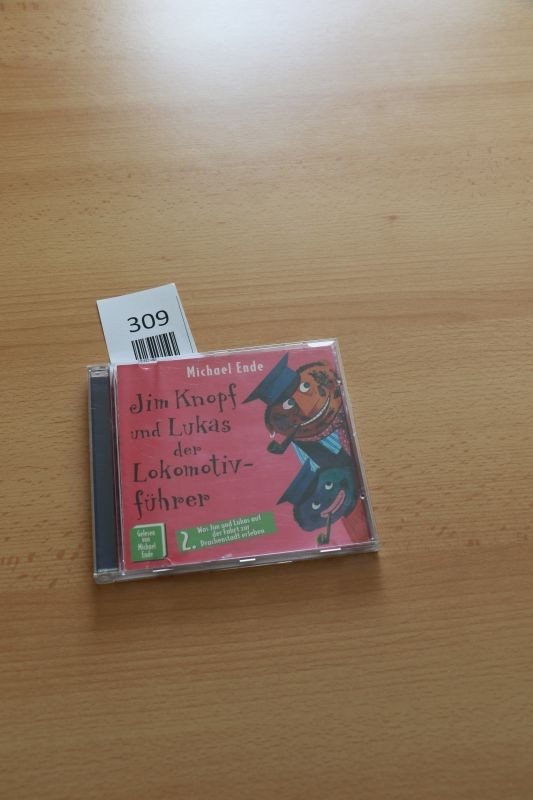 309
Michael Ende
Jim Knopf
und Lukas
der
Lokomotiv-
führer
Gelesen
von
Michael
Ende
2.
Was Jim und Lukas auf
der Fahrt zur
Drachenstadt erleben